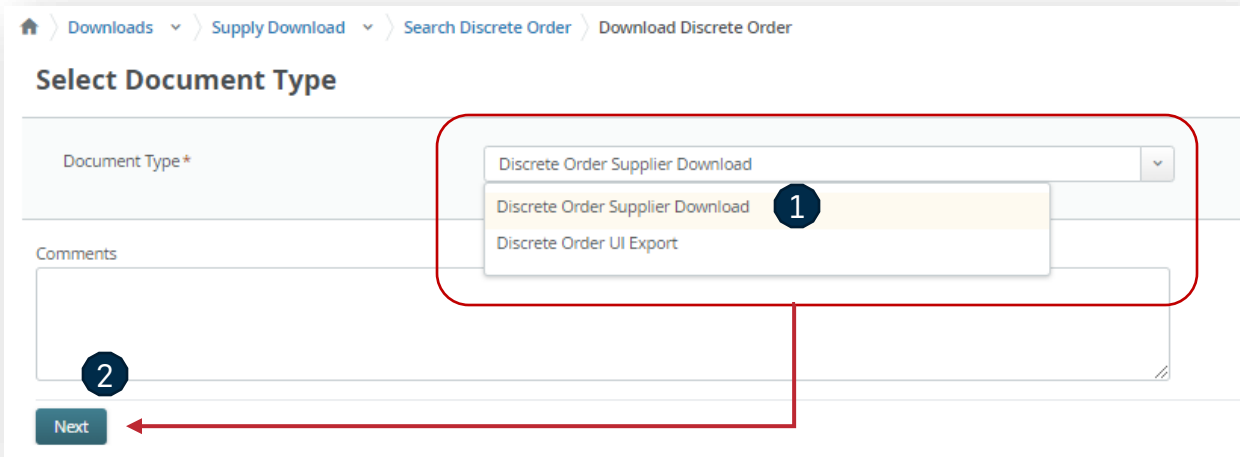 Downloads Supply Download Search Discrete Order Download Discrete Order
Select Document Type
Document Type* Discrete Order Supplier Download
Discrete Order Supplier Download 1
Discrete Order UI Export
Comments
2
Next